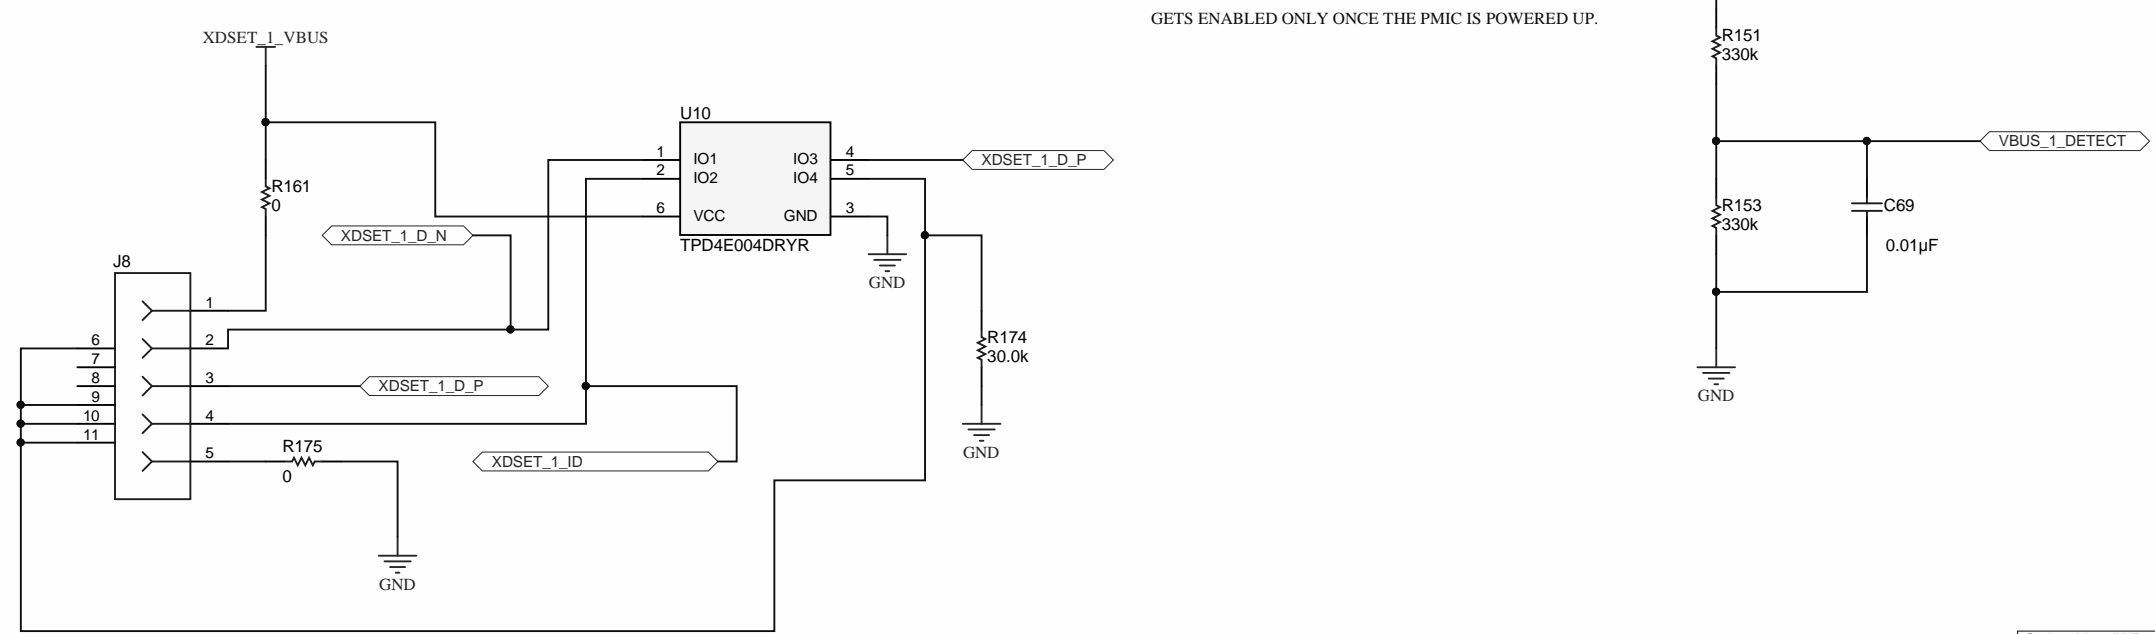 GETS ENABLED ONLY ONCE THE PMIC IS POWERED UP.
XDSET_1_VBUS
R151
330k
U10
1 IO1 IO3 4
XDSET_1_D_P
2 IO2 IO4 5
6 VCC GND 3
TPD4E004DRYR
GND
VBUS_1_DETECT
R161
0
XDSET_1_D_N
R153
330k
C69
0.01µF
GND
J8
1
6
2
7
8
3
XDSET_1_D_P
9
10
4
11
5
R175
0
XDSET_1_ID
GND
R174
30.0k
GND